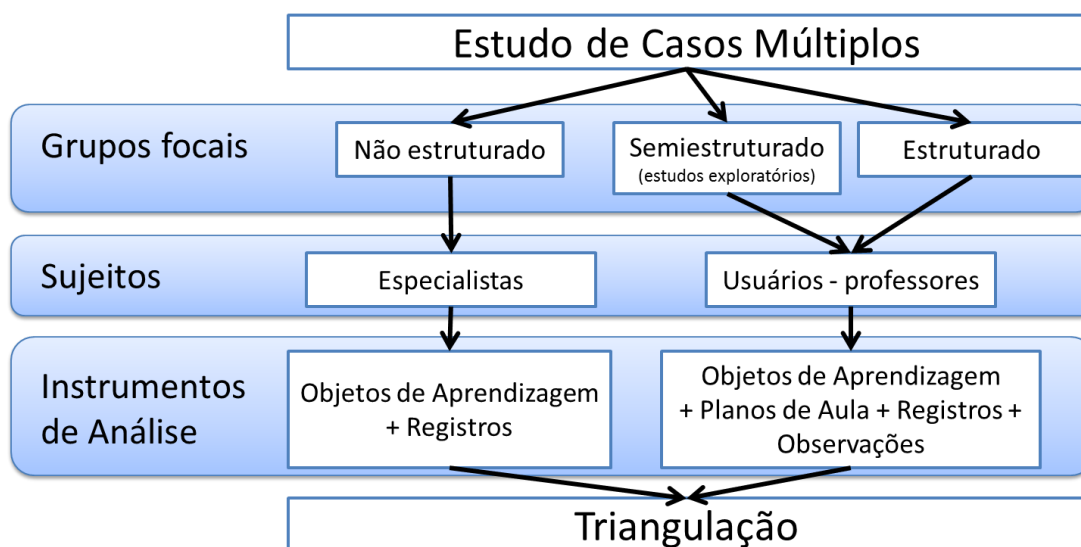 Estudo de Casos Múltiplos
Grupos focais
Não estruturado
Semiestruturado
(estudos exploratórios)
Estruturado
Sujeitos
Especialistas
Usuários - professores
Instrumentos
de Análise
Objetos de Aprendizagem
+ Registros
Objetos de Aprendizagem
+ Planos de Aula + Registros +
Observações
Triangulação